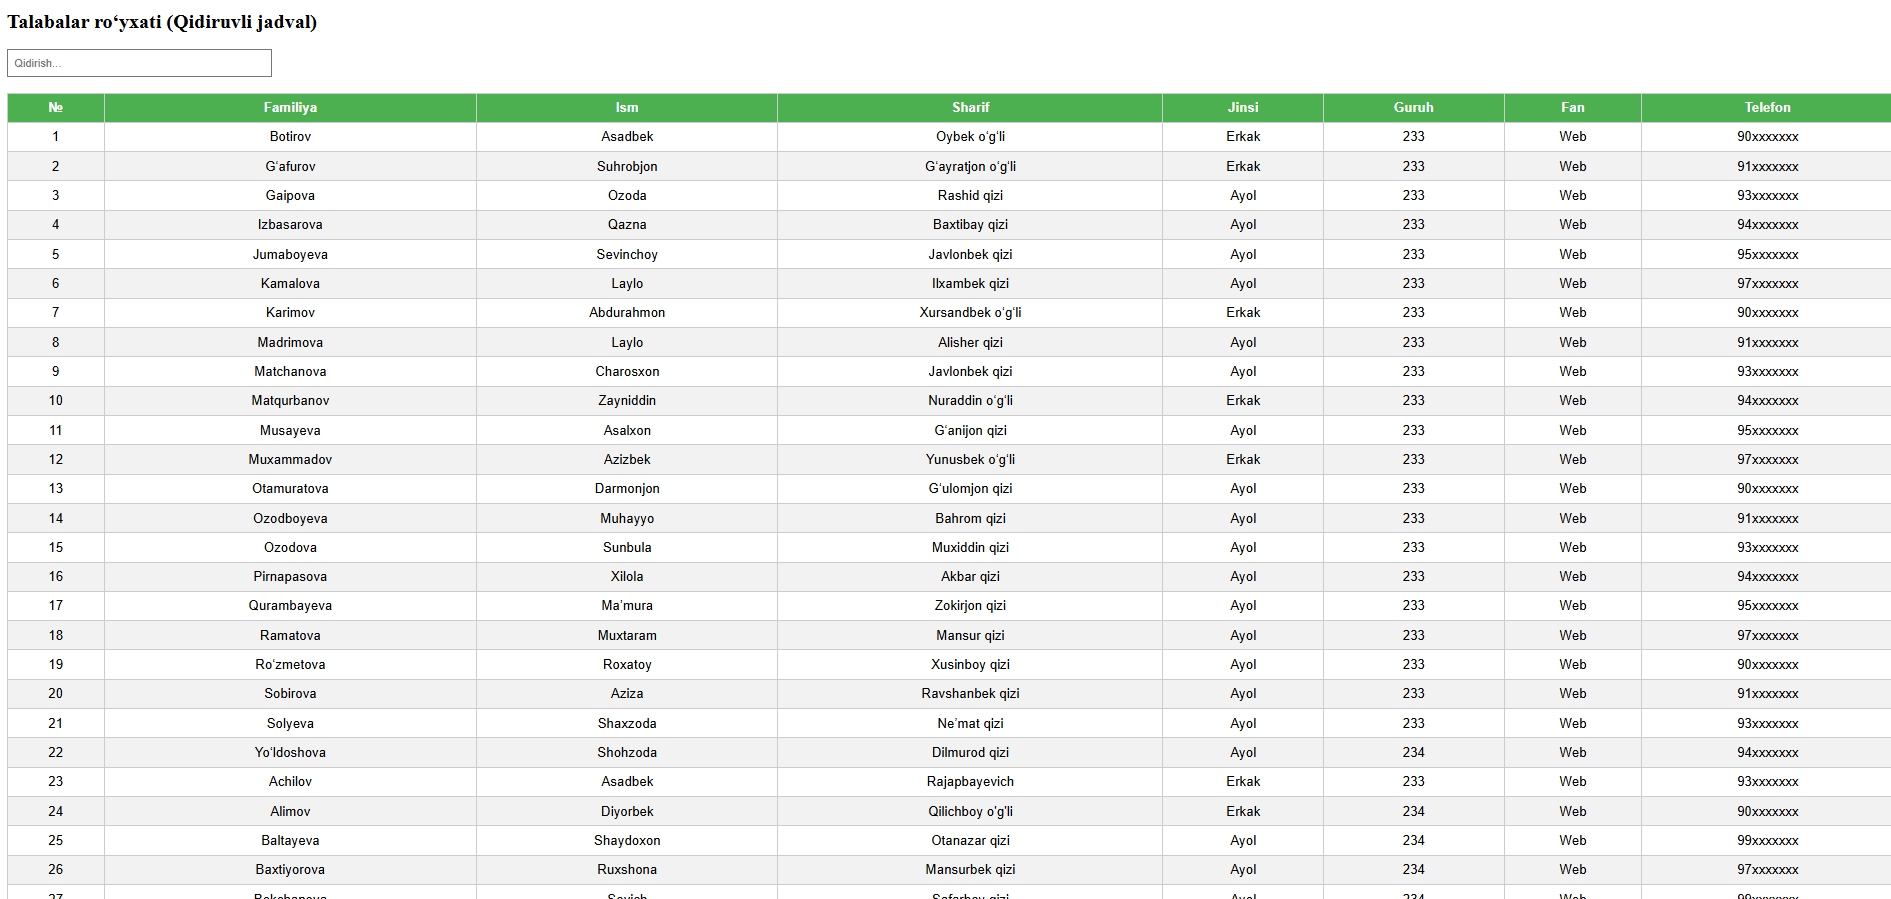 Talabalar ro‘yxati (Qidiruvli jadval)
Qidirish...
№ Familiya Ism Sharif Jinsi Guruh Fan Telefon
1 Botirov Asadbek Oybek o‘g‘li Erkak 233 Web 90xxxxxxx
2 G‘afurov Suhrobjon G‘ayratjon o‘g‘li Erkak 233 Web 91xxxxxxx
3 Gaipova Ozoda Rashid qizi Ayol 233 Web 93xxxxxxx
4 Izbasarova Qazna Baxtibay qizi Ayol 233 Web 94xxxxxxx
5 Jumaboyeva Sevinchoy Javlonbek qizi Ayol 233 Web 95xxxxxxx
6 Kamalova Laylo Ilxambek qizi Ayol 233 Web 97xxxxxxx
7 Karimov Abdurahmon Xursandbek o‘g‘li Erkak 233 Web 90xxxxxxx
8 Madrimova Laylo Alisher qizi Ayol 233 Web 91xxxxxxx
9 Matchanova Charosxon Javlonbek qizi Ayol 233 Web 93xxxxxxx
10 Matqurbanov Zayniddin Nuraddin o‘g‘li Erkak 233 Web 94xxxxxxx
11 Musayeva Asalxon G‘anijon qizi Ayol 233 Web 95xxxxxxx
12 Muxammadov Azizbek Yunusbek o‘g‘li Erkak 233 Web 97xxxxxxx
13 Otamuratova Darmonjon G‘ulomjon qizi Ayol 233 Web 90xxxxxxx
14 Ozodboyeva Muhayyo Bahrom qizi Ayol 233 Web 91xxxxxxx
15 Ozodova Sunbula Muxiddin qizi Ayol 233 Web 93xxxxxxx
16 Pirnapasova Xilola Akbar qizi Ayol 233 Web 94xxxxxxx
17 Qurambayeva Ma’mura Zokirjon qizi Ayol 233 Web 95xxxxxxx
18 Ramatova Muxtaram Mansur qizi Ayol 233 Web 97xxxxxxx
19 Ro‘zmetova Roxatoy Xusinboy qizi Ayol 233 Web 90xxxxxxx
20 Sobirova Aziza Ravshanbek qizi Ayol 233 Web 91xxxxxxx
21 Solyeva Shaxzoda Ne’mat qizi Ayol 233 Web 93xxxxxxx
22 Yo‘ldoshova Shohzoda Dilmurod qizi Ayol 234 Web 94xxxxxxx
23 Achilov Asadbek Rajapbayevich Erkak 233 Web 93xxxxxxx
24 Alimov Diyorbek Qilichboy o'g'li Erkak 234 Web 90xxxxxxx
25 Baltayeva Shaydoxon Otanazar qizi Ayol 234 Web 99xxxxxxx
26 Baxtiyorova Ruxshona Mansurbek qizi Ayol 234 Web 97xxxxxxx
27 Ayol 234 Web